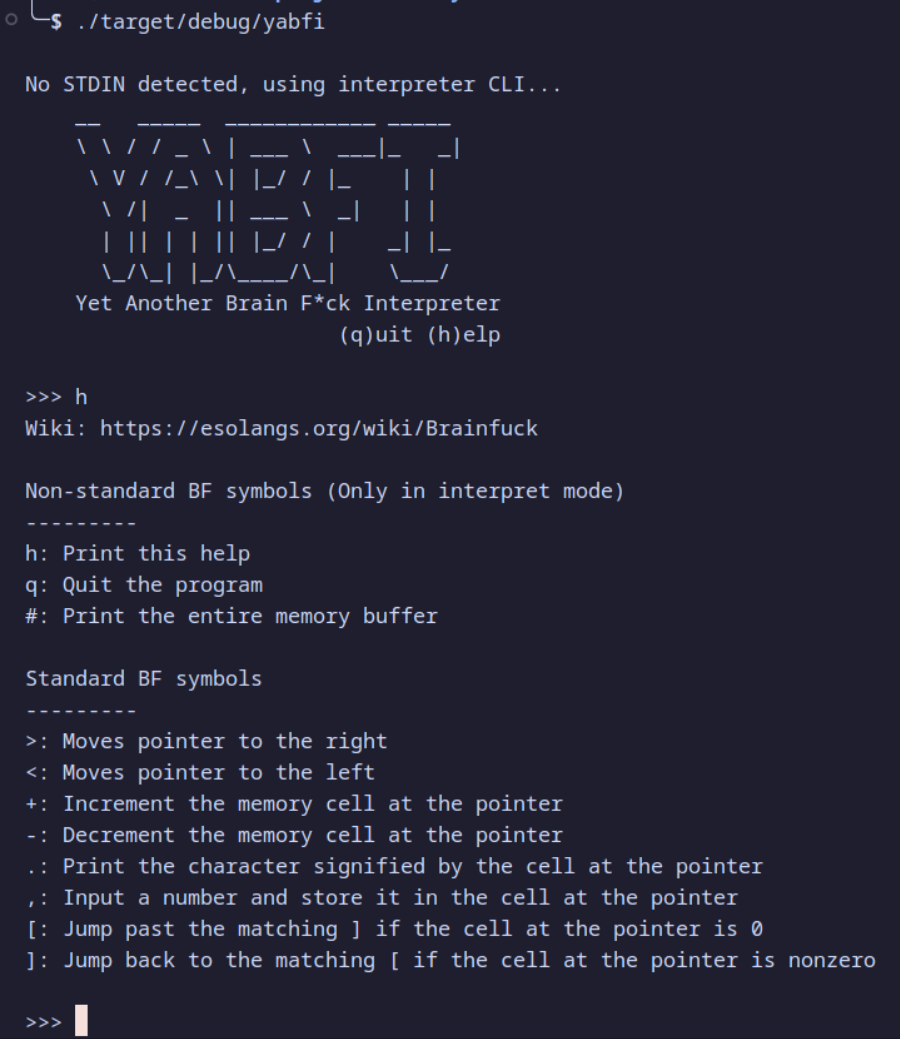 $ ./target/debug/yabfi
No STDIN detected, using interpreter CLI...
    __   _____  ____________ _____
    \ \ / / _ \ | ___ \  ___|_   _|
     \ V / /_\ \| |_/ / |_    | |
      \ /|  _  || ___ \  _|   | |
      | || | | || |_/ / |    _| |_
      \_/\_| |_/\____/\_|    \___/
    Yet Another Brain F*ck Interpreter
                         (q)uit (h)elp
>>> h
Wiki: https://esolangs.org/wiki/Brainfuck
Non-standard BF symbols (Only in interpret mode)
---------
h: Print this help
q: Quit the program
#: Print the entire memory buffer
Standard BF symbols
---------
>: Moves pointer to the right
<: Moves pointer to the left
+: Increment the memory cell at the pointer
-: Decrement the memory cell at the pointer
.: Print the character signified by the cell at the pointer
,: Input a number and store it in the cell at the pointer
[: Jump past the matching ] if the cell at the pointer is 0
]: Jump back to the matching [ if the cell at the pointer is nonzero
>>>